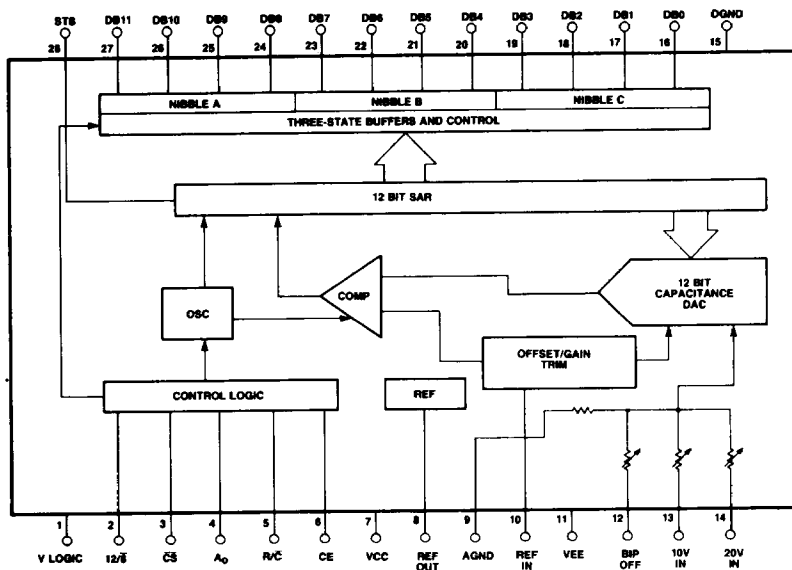 STS DB11 DB10 DB9 DB8 DB7 DB6 DB5 DB4 DB3 DB2 DB1 DB0 DGND
28 27 26 25 24 23 22 21 20 19 18 17 16 15
NIBBLE A NIBBLE B NIBBLE C
THREE-STATE BUFFERS AND CONTROL
12 BIT SAR
OSC
COMP
12 BIT
CAPACITANCE
DAC
OFFSET/GAIN
TRIM
CONTROL LOGIC
REF
1 2 3 4 5 6 7 8 9 10 11 12 13 14
V LOGIC 12/8̅ C̅S̅ A₀ R/C̅ CE VCC REF OUT AGND REF IN VEE BIP OFF 10V IN 20V IN